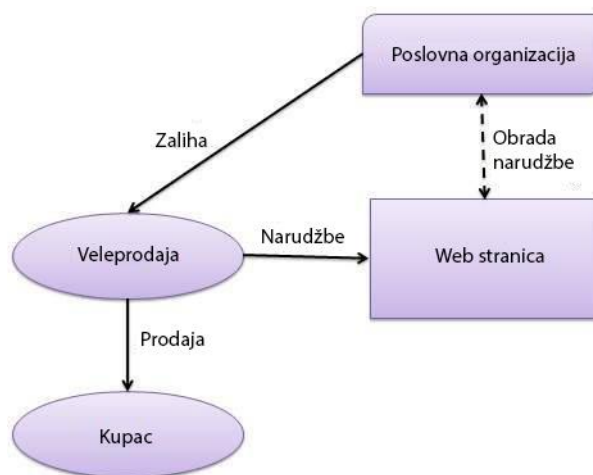 Poslovna organizacija
Zaliha
Obrada
narudžbe
Veleprodaja
Narudžbe
Web stranica
Prodaja
Kupac